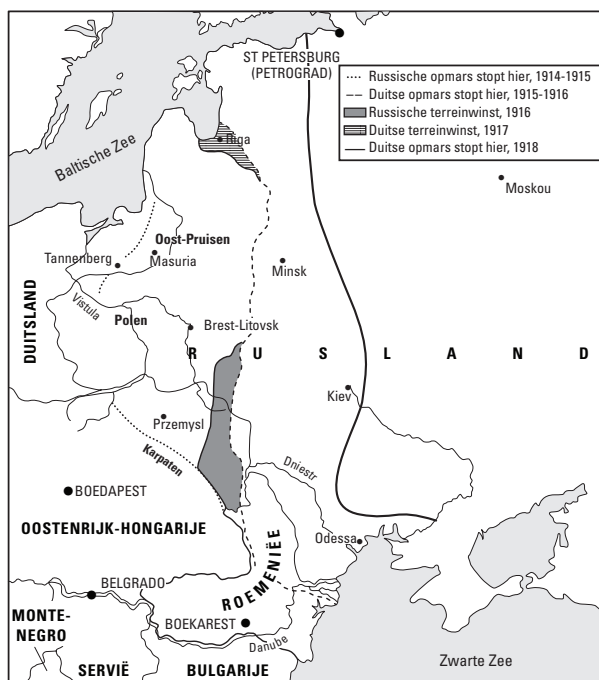 ST PETERSBURG
(PETROGRAD)
Russische opmars stopt hier, 1914-1915
Duitse opmars stopt hier, 1915-1916
Russische terreinwinst, 1916
Duitse terreinwinst, 1917
Duitse opmars stopt hier, 1918
Riga
Baltische Zee
Moskou
Oost-Pruisen
Tannenberg
Masuria
Minsk
DUITSLAND
Vistula
Polen
Brest-Litovsk
RUSLAND
Kiev
Przemysl
Karpaten
Dniestr
BOEDAPEST
OOSTENRIJK-HONGARIJE
Odessa
ROEMENIËE
BELGRADO
MONTE-
NEGRO
BOEKAREST
Danube
SERVIË
BULGARIJE
Zwarte Zee